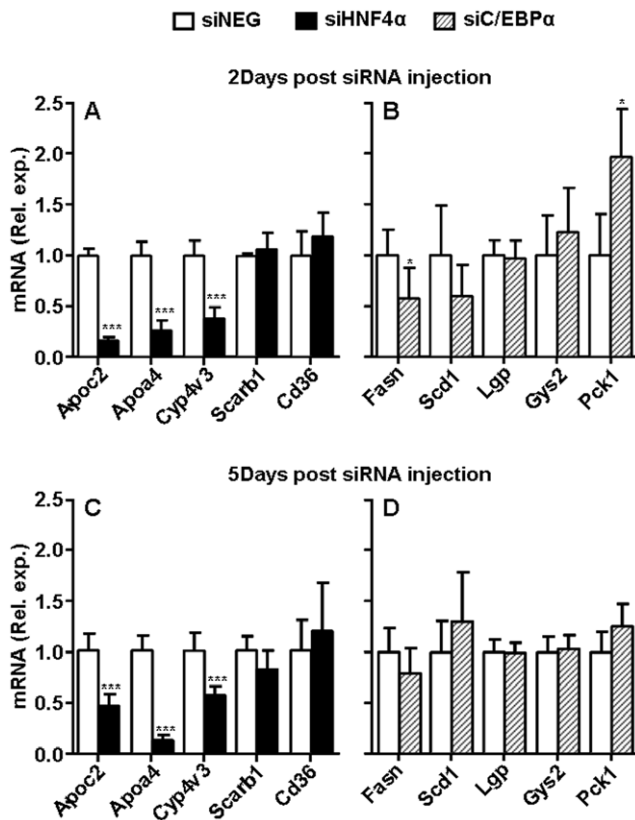 siNEG siHNF4α siC/EBPα
2Days post siRNA injection
A B
mRNA (Rel. exp.)
2.5
2.0
1.5
1.0
0.5
0.0
*** *** *** * *
Apoc2 Apoa4 Cyp4v3 Scarb1 Cd36 Fasn Scd1 Lgp Gys2 Pck1
5Days post siRNA injection
C D
mRNA (Rel. exp.)
2.5
2.0
1.5
1.0
0.5
0.0
*** *** ***
Apoc2 Apoa4 Cyp4v3 Scarb1 Cd36 Fasn Scd1 Lgp Gys2 Pck1